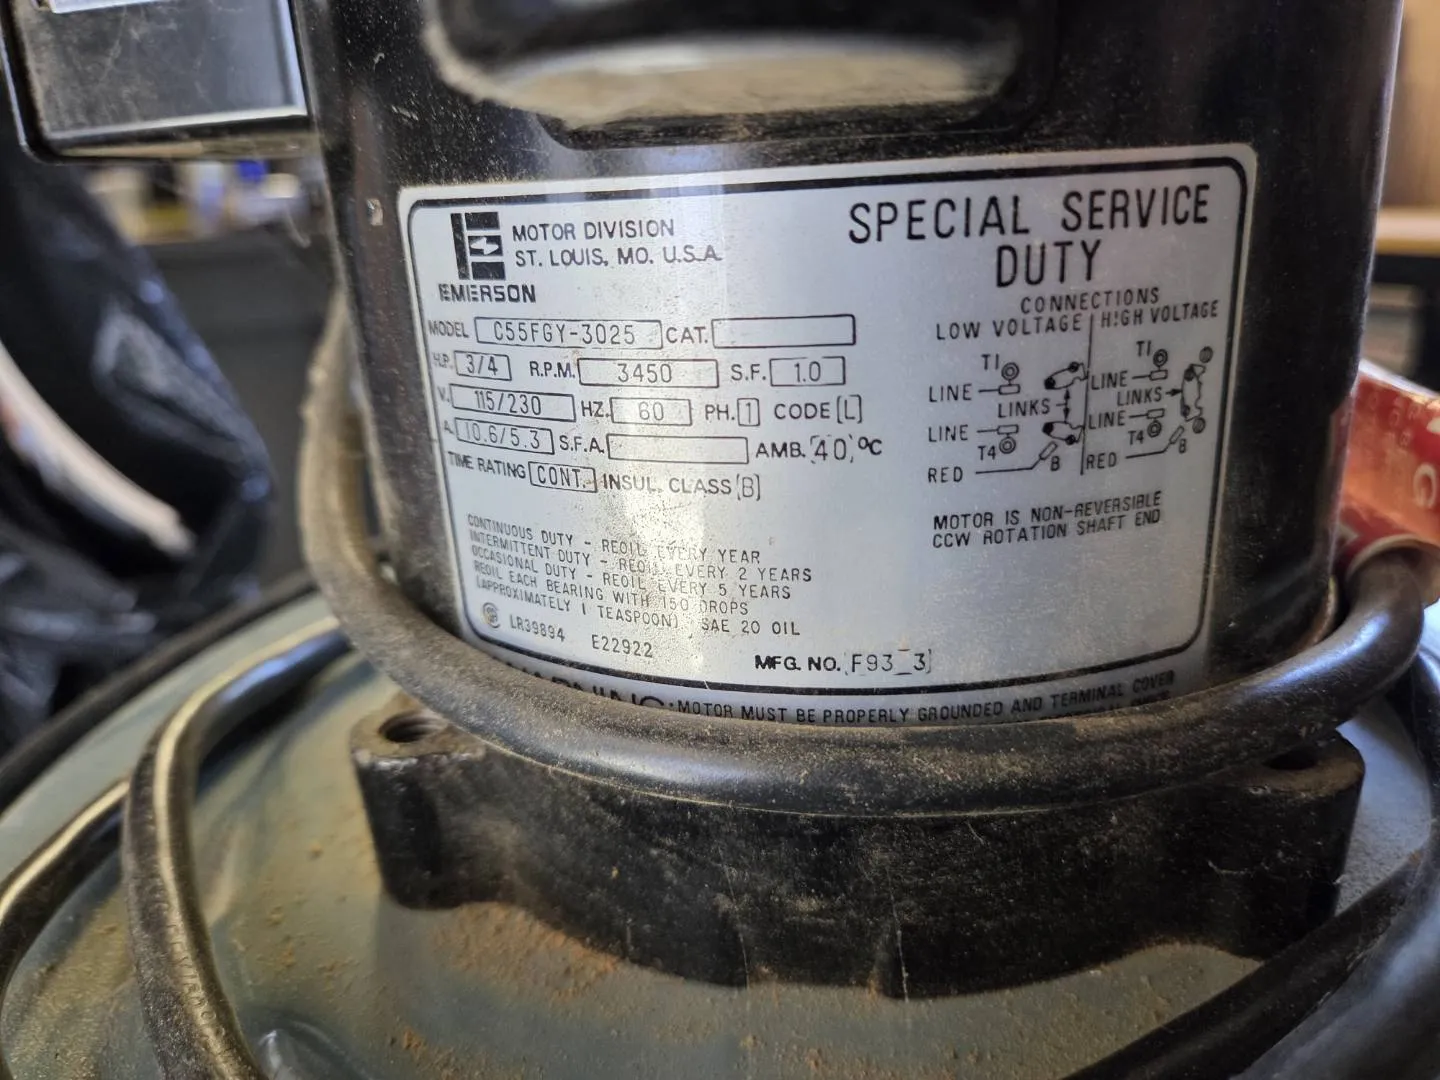 MOTOR DIVISION
ST. LOUIS, MO. U.S.A.
EMERSON
SPECIAL SERVICE
DUTY
MODEL C55FGY-3025 CAT.
H.P. 3/4 R.P.M. 3450 S.F. 1.0
V. 115/230 HZ. 60 PH. 1 CODE L
A. 10.6/5.3 S.F.A. AMB. 40 °C
TIME RATING CONT. INSUL. CLASS B
CONNECTIONS
LOW VOLTAGE HIGH VOLTAGE
T1 T1
LINE LINE
LINKS LINKS
LINE LINE
T4 T4
RED B RED B
MOTOR IS NON-REVERSIBLE
CCW ROTATION SHAFT END
CONTINUOUS DUTY - REOIL EVERY YEAR
INTERMITTENT DUTY - REOIL EVERY 2 YEARS
OCCASIONAL DUTY - REOIL EVERY 5 YEARS
REOIL EACH BEARING WITH 150 DROPS
(APPROXIMATELY 1 TEASPOON) SAE 20 OIL
LR39894 E22922
MFG. NO. F93 3
WARNING: MOTOR MUST BE PROPERLY GROUNDED AND TERMINAL COVER